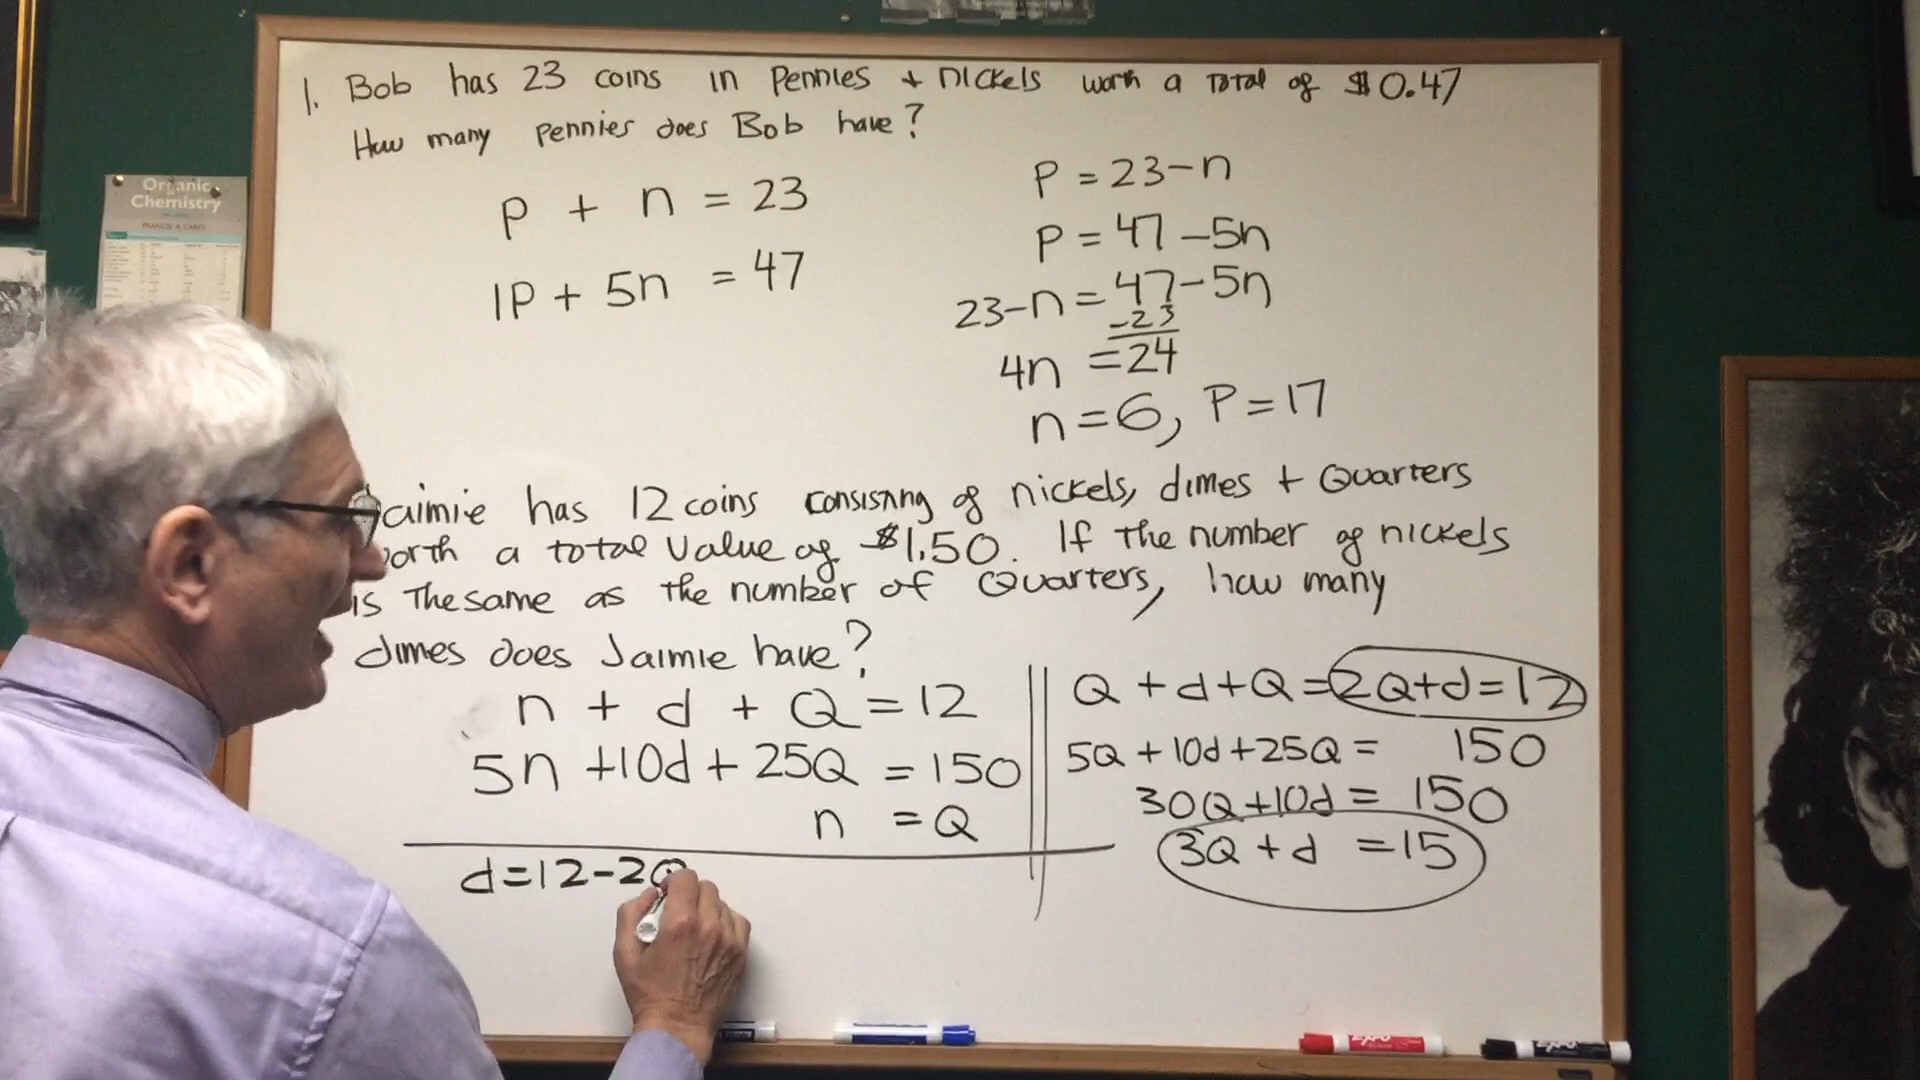 1. Bob has 23 coins in Pennies + nickels worth a total of $0.47
How many pennies does Bob have?
P + n = 23
1P + 5n = 47
P = 23-n
P = 47 -5n
23-n = 47-5n
-23
4n = 24
n = 6, P = 17
aimie has 12 coins consisting of nickels, dimes + Quarters
orth a total Value of $1.50. If the number of nickels
is The same as the number of Quarters, how many
dimes does Jaimie have?
n + d + Q = 12
5n +10d + 25Q = 150
n = Q
d=12-2Q
Q +d+Q = 2Q+d=12
5Q +10d+25Q = 150
30Q+10d = 150
3Q + d = 15
Organic
Chemistry
FRANCIS A. CAREY
EXPO
EXPO